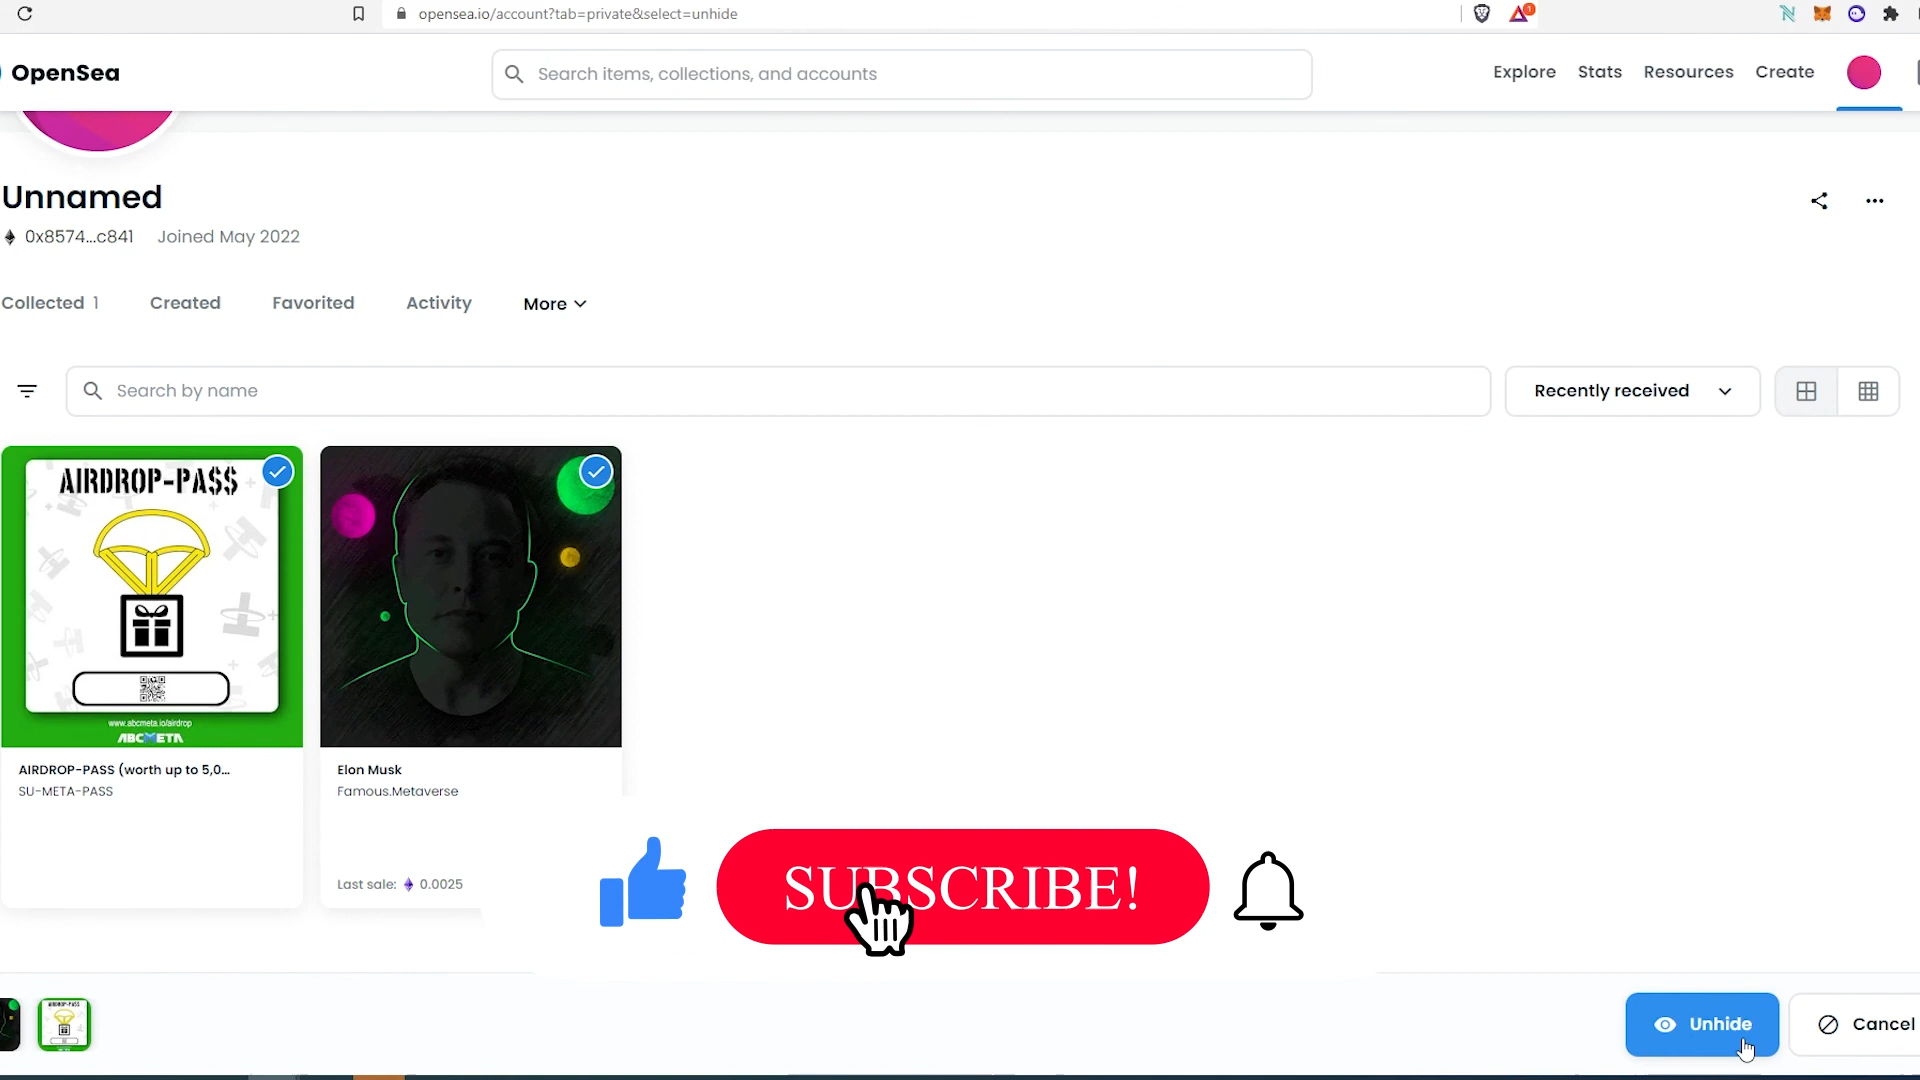 opensea.io/account?tab=private&select=unhide
1
OpenSea
Search items, collections, and accounts
Explore
Stats
Resources
Create
Unnamed
0x8574...c841
Joined May 2022
Collected 1
Created
Favorited
Activity
More
Search by name
Recently received
AIRDROP-PA$$
www.abcmeta.io/airdrop
ABCMETA
AIRDROP-PASS (worth up to 5,0...
SU-META-PASS
Elon Musk
Famous.Metaverse
Last sale: 0.0025
SUBSCRIBE!
Unhide
Cancel